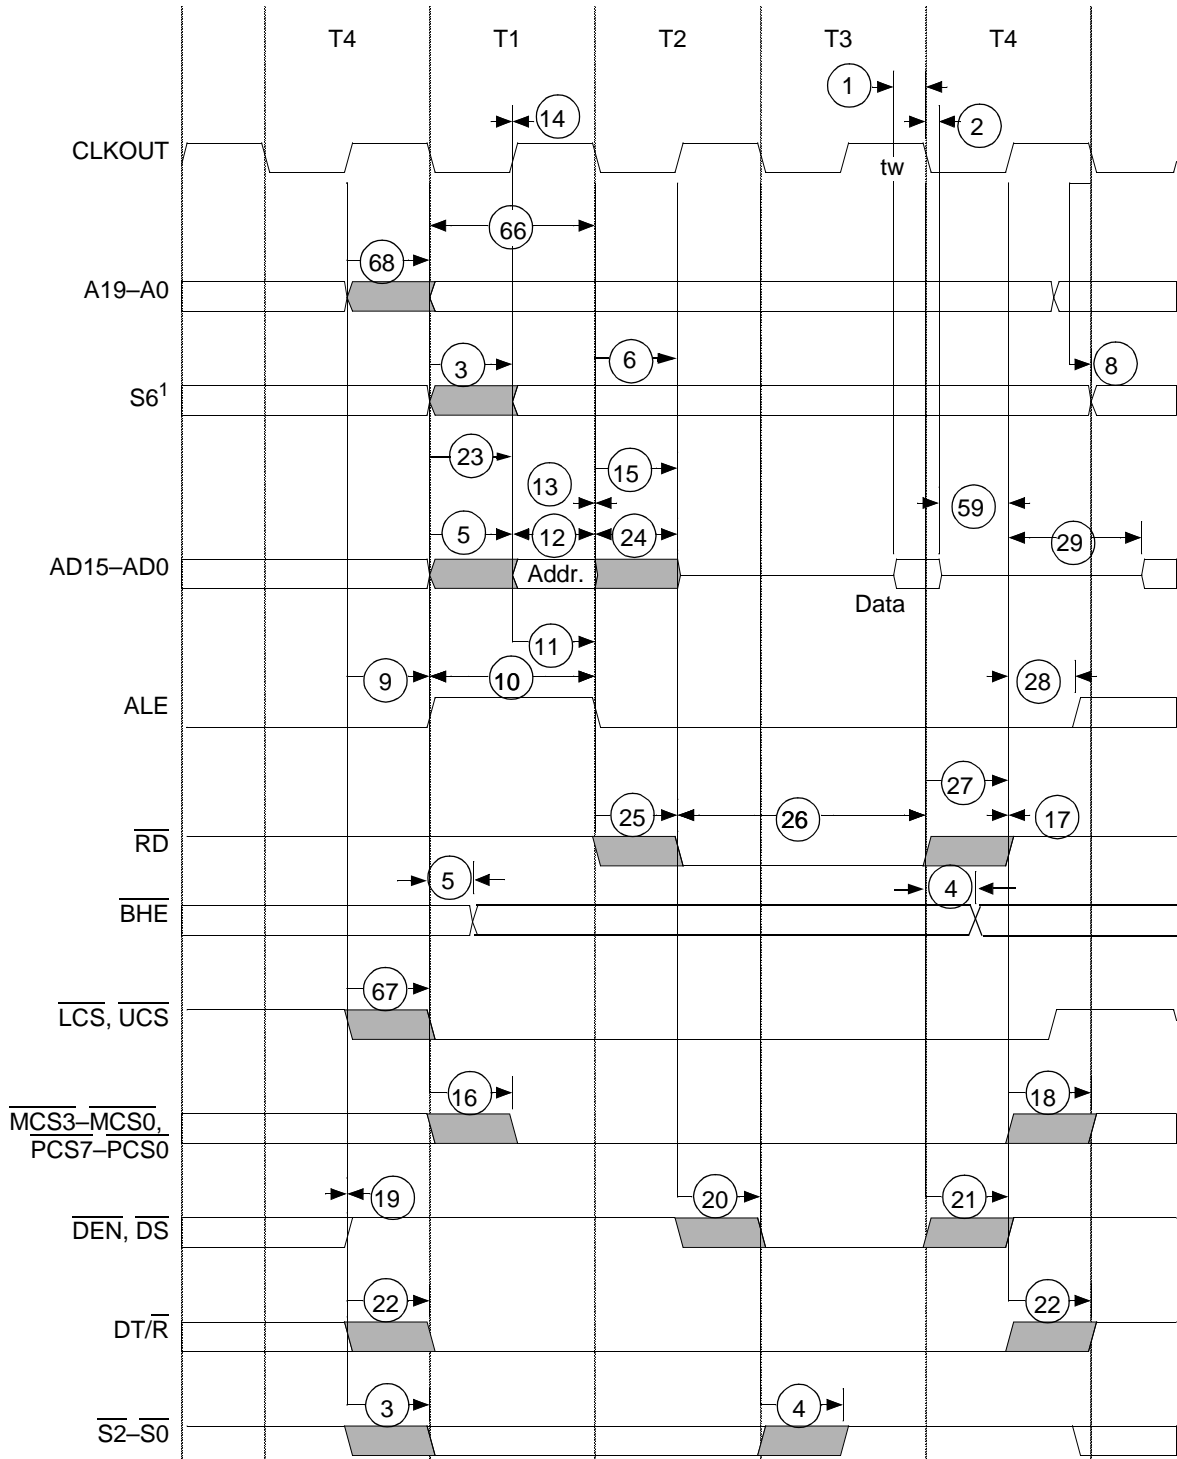 T4 T1 T2 T3 T4
1
14 2
CLKOUT
tw
66
68
A19–A0
3 6 8
S6¹
23 15
13 59
5 12 24 29
AD15–AD0 Addr.
Data
11
9 10 28
ALE
27
25 26 17
RD
5 4
BHE
67
LCS, UCS
16 18
MCS3–MCS0,
PCS7–PCS0
19 20 21
DEN, DS
22 22
DT/R
3 4
S2–S0